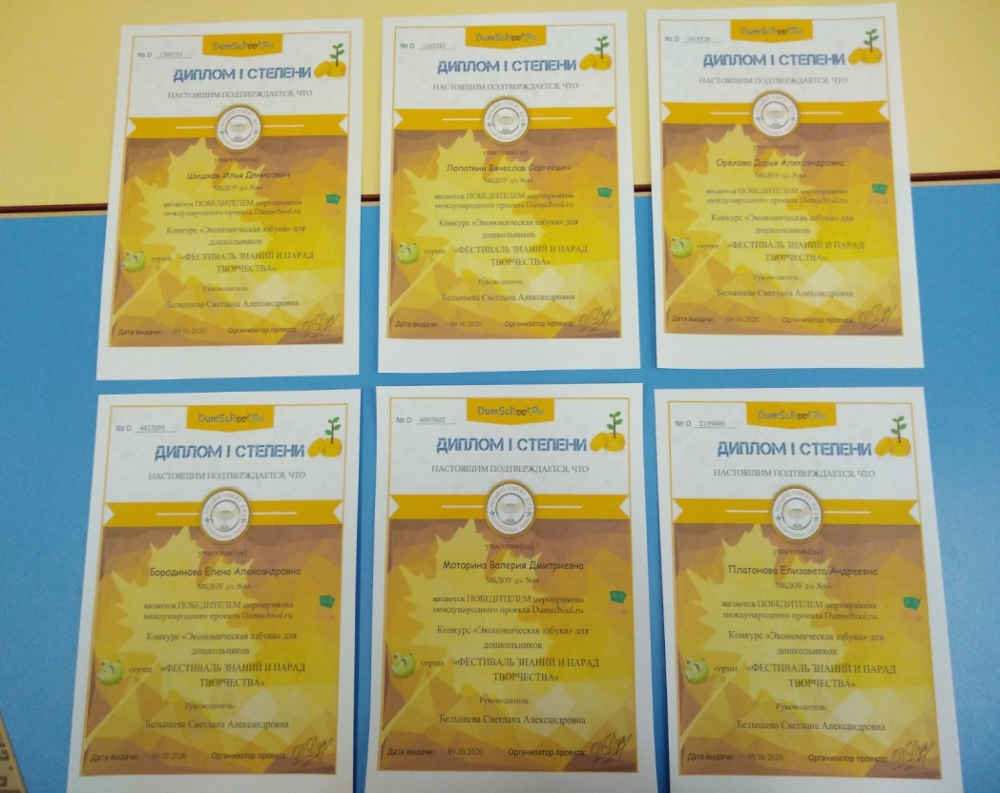 DumSchool.Ru
№ D 1205755
ДИПЛОМ I СТЕПЕНИ
НАСТОЯЩИМ ПОДТВЕРЖДАЕТСЯ, ЧТО
участник(ца)
Шишков Илья Денисович
МБДОУ д/с №46
является ПОБЕДИТЕЛЕМ мероприятия
международного проекта Dumschool.ru
Конкурс «Экономическая азбука» для
дошкольников
серии «ФЕСТИВАЛЬ ЗНАНИЙ И ПАРАД
ТВОРЧЕСТВА»
Руководитель
Белышева Светлана Александровна
Дата выдачи: 09.10.2020 Организатор проекта:
DumSchool.Ru
№ D 1163242
ДИПЛОМ I СТЕПЕНИ
НАСТОЯЩИМ ПОДТВЕРЖДАЕТСЯ, ЧТО
участник(ца)
Лопаткин Вячеслав Сергеевич
МБДОУ д/с №46
является ПОБЕДИТЕЛЕМ мероприятия
международного проекта Dumschool.ru
Конкурс «Экономическая азбука» для
дошкольников
серии «ФЕСТИВАЛЬ ЗНАНИЙ И ПАРАД
ТВОРЧЕСТВА»
Руководитель
Белышева Светлана Александровна
Дата выдачи: 09.10.2020 Организатор проекта:
DumSchool.Ru
№ D
ДИПЛОМ I СТЕПЕНИ
НАСТОЯЩИМ ПОДТВЕРЖДАЕТСЯ, ЧТО
участник(ца)
Орехова Дарья Александровна
МБДОУ д/с №46
является ПОБЕДИТЕЛЕМ мероприятия
международного проекта Dumschool.ru
Конкурс «Экономическая азбука» для
дошкольников
серии «ФЕСТИВАЛЬ ЗНАНИЙ И ПАРАД
ТВОРЧЕСТВА»
Руководитель
Белышева Светлана Александровна
Дата выдачи: 09.10.2020 Организатор проекта:
DumSchool.Ru
№ D 4437095
ДИПЛОМ I СТЕПЕНИ
НАСТОЯЩИМ ПОДТВЕРЖДАЕТСЯ, ЧТО
участник(ца)
Бородинова Елена Александровна
МБДОУ д/с №46
является ПОБЕДИТЕЛЕМ мероприятия
международного проекта Dumschool.ru
Конкурс «Экономическая азбука» для
дошкольников
серии «ФЕСТИВАЛЬ ЗНАНИЙ И ПАРАД
ТВОРЧЕСТВА»
Руководитель
Белышева Светлана Александровна
Дата выдачи: 09.10.2020 Организатор проекта:
DumSchool.Ru
№ D 6907802
ДИПЛОМ I СТЕПЕНИ
НАСТОЯЩИМ ПОДТВЕРЖДАЕТСЯ, ЧТО
участник(ца)
Моторина Валерия Дмитриевна
МБДОУ д/с №46
является ПОБЕДИТЕЛЕМ мероприятия
международного проекта Dumschool.ru
Конкурс «Экономическая азбука» для
дошкольников
серии «ФЕСТИВАЛЬ ЗНАНИЙ И ПАРАД
ТВОРЧЕСТВА»
Руководитель
Белышева Светлана Александровна
Дата выдачи: 09.10.2020 Организатор проекта:
DumSchool.Ru
№ D 2199400
ДИПЛОМ I СТЕПЕНИ
НАСТОЯЩИМ ПОДТВЕРЖДАЕТСЯ, ЧТО
участник(ца)
Платонова Елизавета Андреевна
МБДОУ д/с №46
является ПОБЕДИТЕЛЕМ мероприятия
международного проекта Dumschool.ru
Конкурс «Экономическая азбука» для
дошкольников
серии «ФЕСТИВАЛЬ ЗНАНИЙ И ПАРАД
ТВОРЧЕСТВА»
Руководитель
Белышева Светлана Александровна
Дата выдачи: 09.10.2020 Организатор проекта: